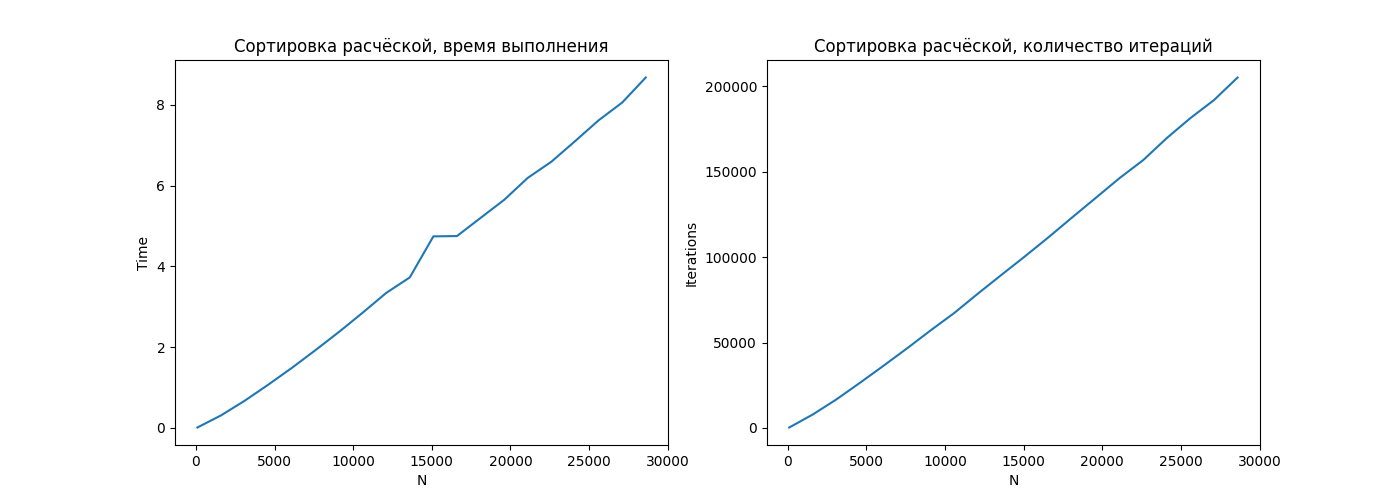 Сортировка расчёской, время выполнения
8
6
4
2
0
Time
0 5000 10000 15000 20000 25000 30000
N
Сортировка расчёской, количество итераций
200000
150000
100000
50000
0
Iterations
0 5000 10000 15000 20000 25000 30000
N